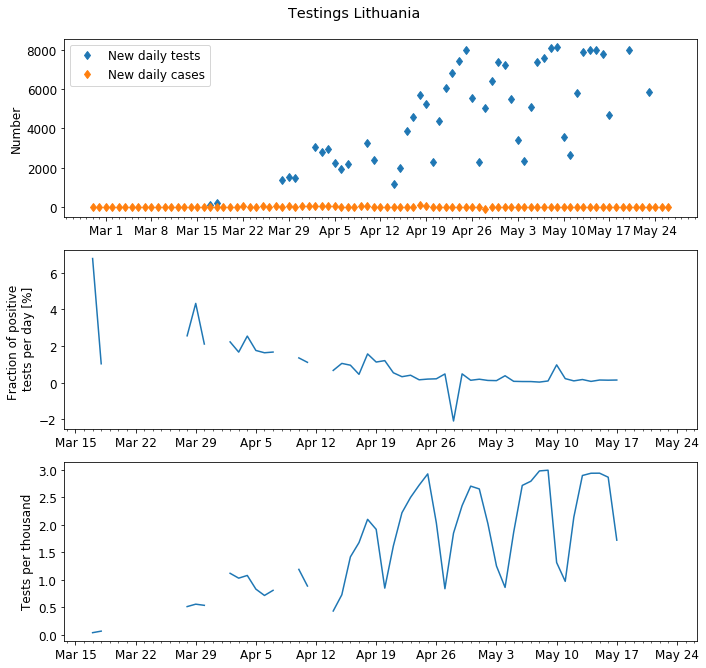 Testings Lithuania
New daily tests
New daily cases
Number
8000
6000
4000
2000
0
Mar 1 Mar 8 Mar 15 Mar 22 Mar 29 Apr 5 Apr 12 Apr 19 Apr 26 May 3 May 10 May 17 May 24
Fraction of positive
tests per day [%]
6
4
2
0
−2
Mar 15 Mar 22 Mar 29 Apr 5 Apr 12 Apr 19 Apr 26 May 3 May 10 May 17 May 24
Tests per thousand
3.0
2.5
2.0
1.5
1.0
0.5
0.0
Mar 15 Mar 22 Mar 29 Apr 5 Apr 12 Apr 19 Apr 26 May 3 May 10 May 17 May 24